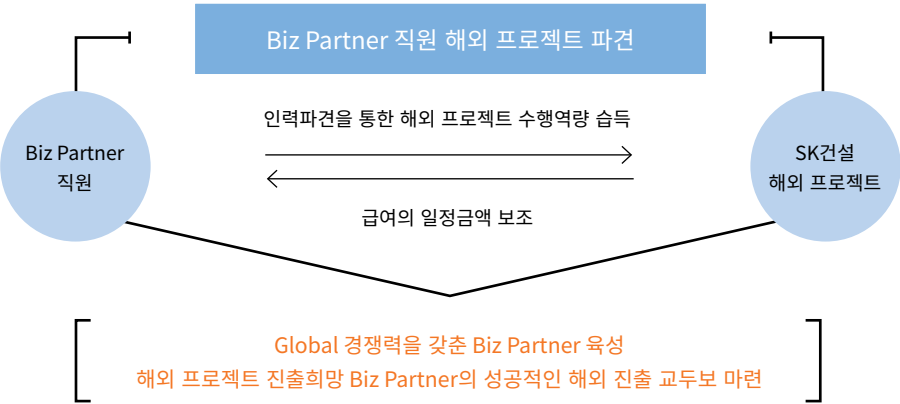 Biz Partner 직원 해외 프로젝트 파견
인력파견을 통한 해외 프로젝트 수행역량 습득
Biz Partner
직원
SK건설
해외 프로젝트
급여의 일정금액 보조
Global 경쟁력을 갖춘 Biz Partner 육성
해외 프로젝트 진출희망 Biz Partner의 성공적인 해외 진출 교두보 마련